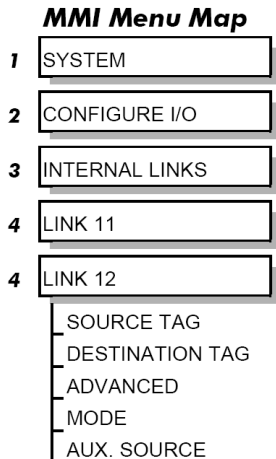 MMI Menu Map
1 SYSTEM
2 CONFIGURE I/O
3 INTERNAL LINKS
4 LINK 11
4 LINK 12
SOURCE TAG
DESTINATION TAG
ADVANCED
MODE
AUX. SOURCE